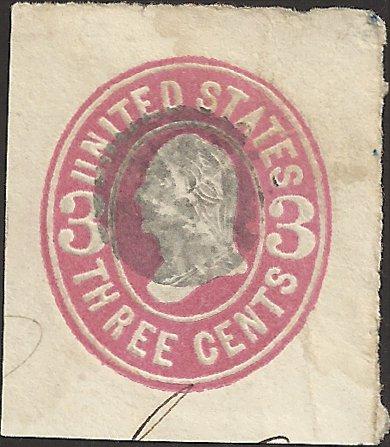 UNITED STATES
3 3
THREE CENTS